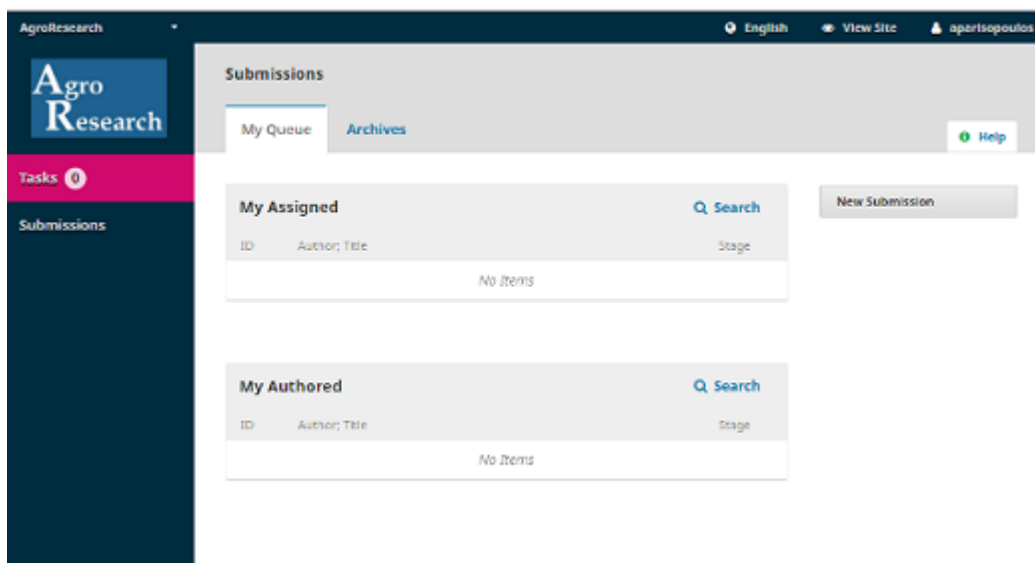 AgroResearch English View Site apartsopoulos
Agro
Research
Submissions
My Queue Archives
Help
Tasks 0
Submissions
My Assigned Search
New Submission
ID Author; Title Stage
No Items
My Authored Search
ID Author; Title Stage
No Items